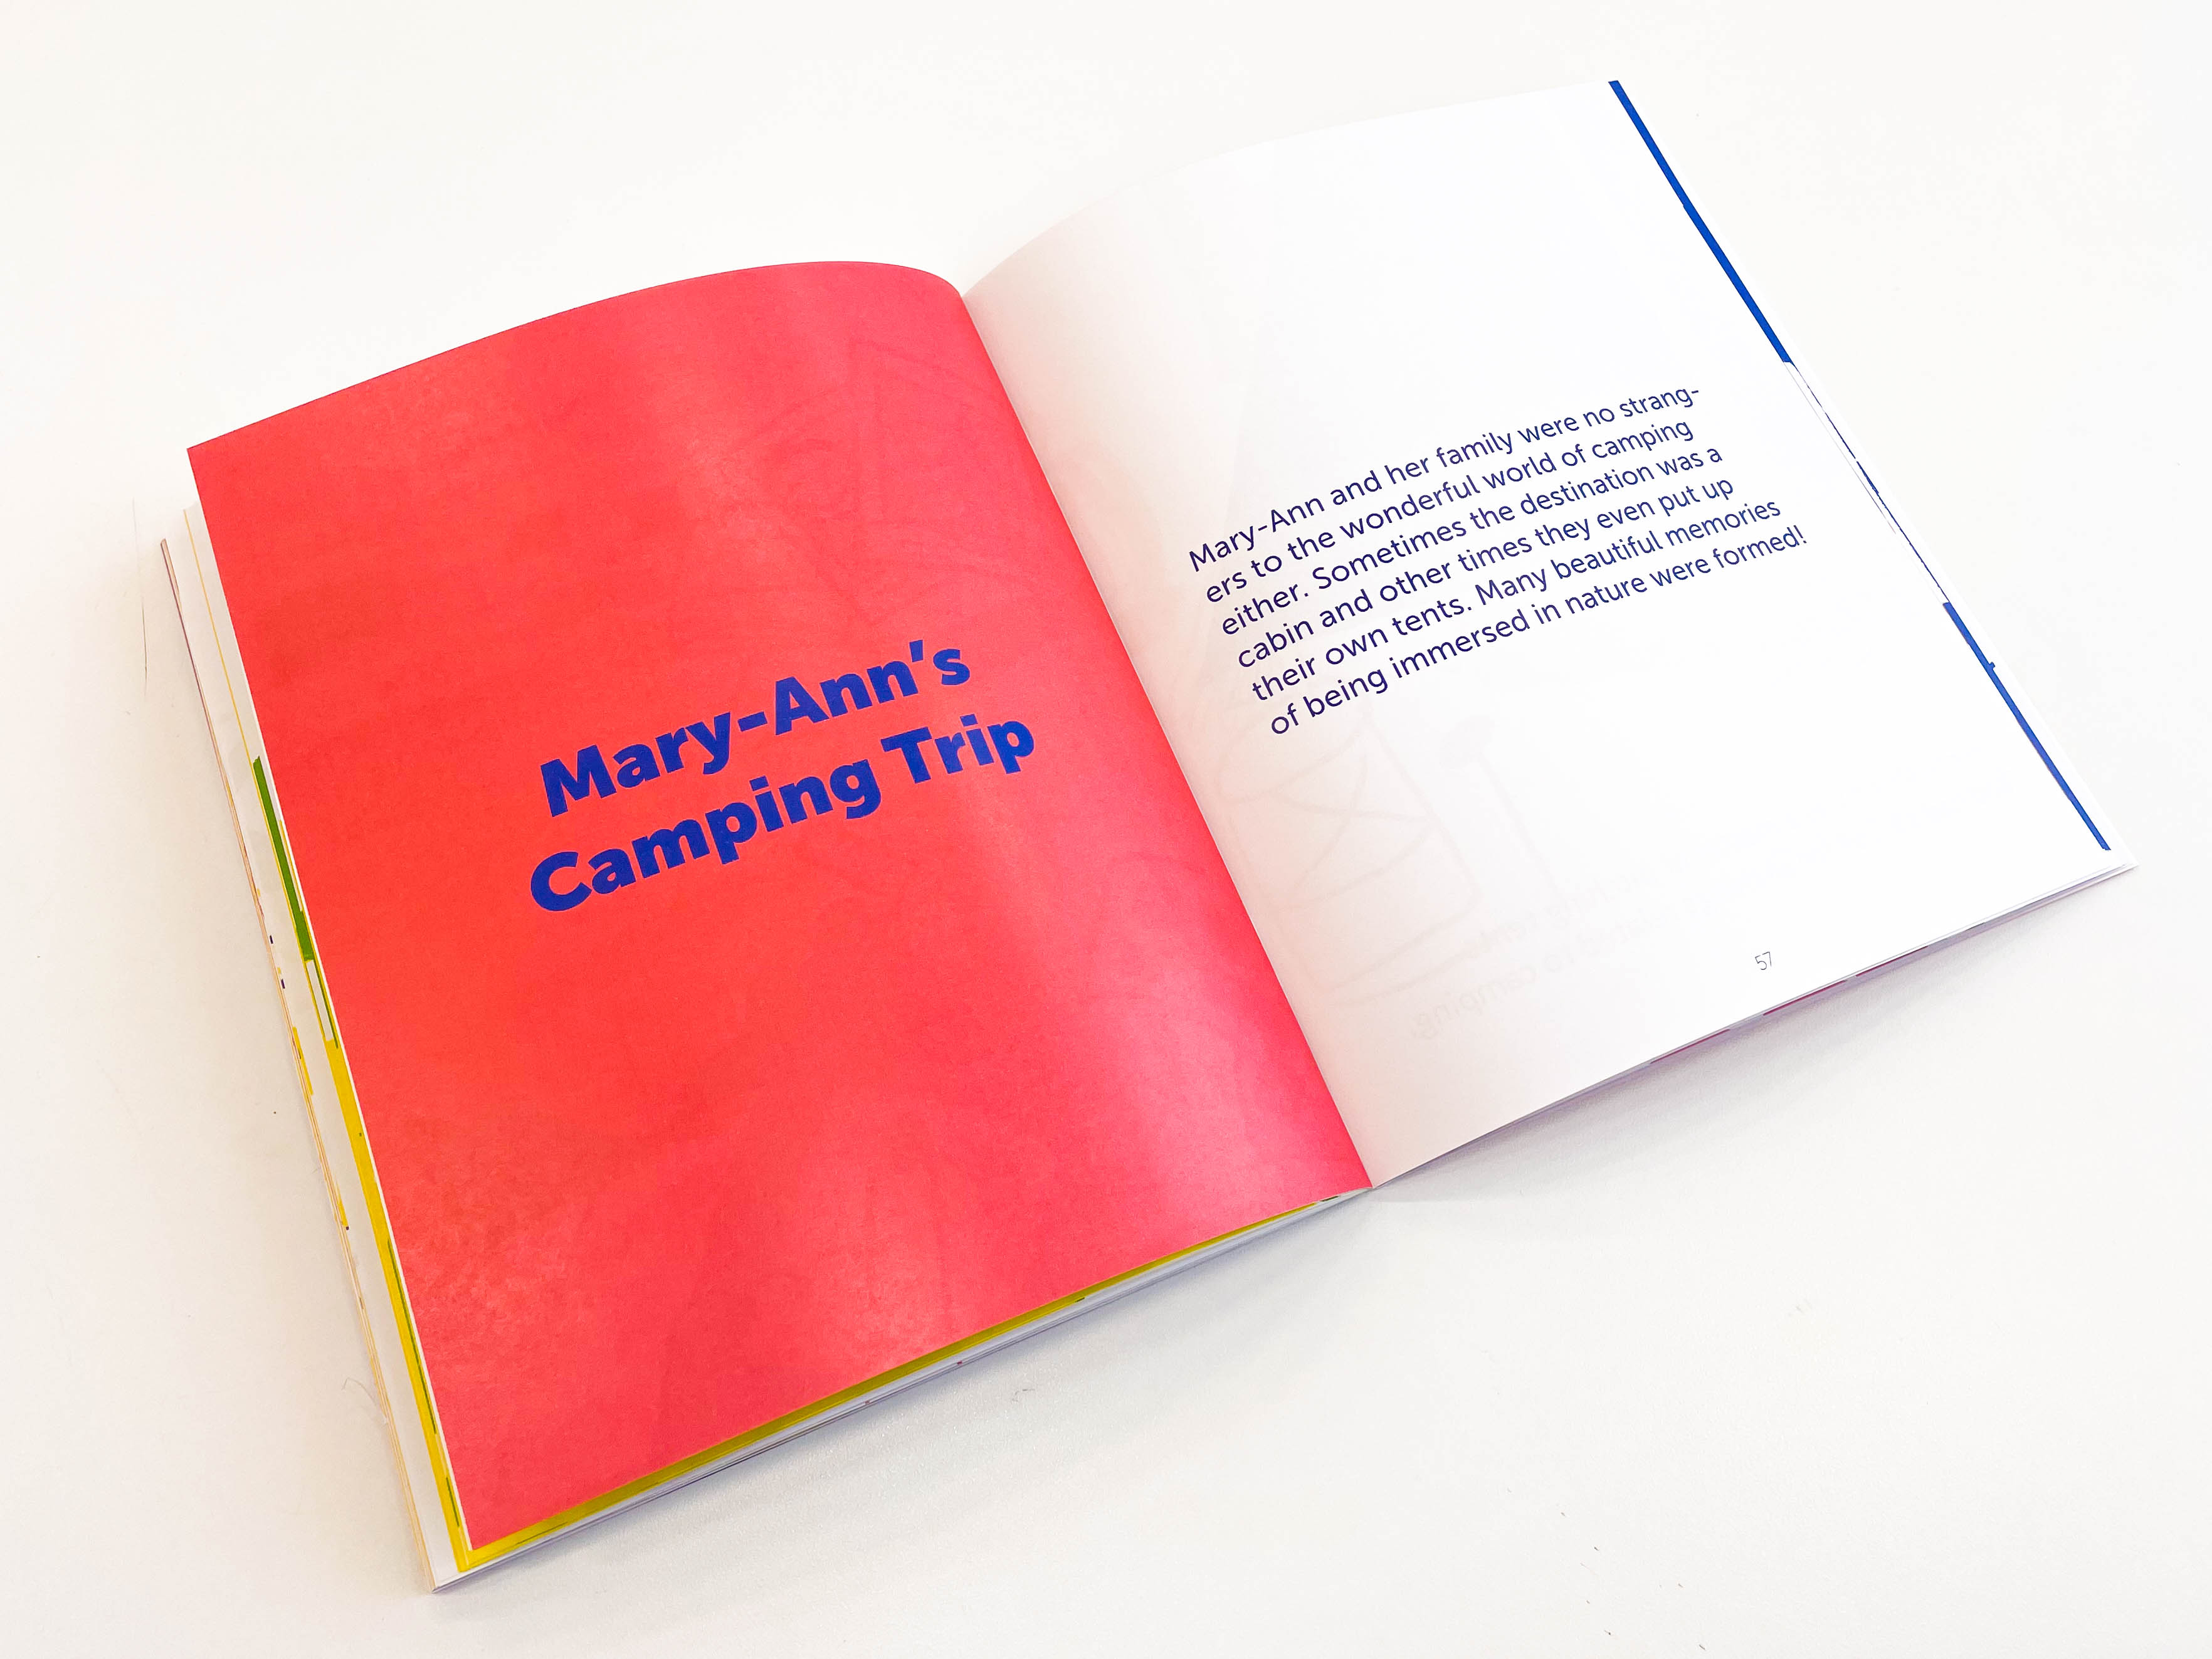 Mary-Ann’s
Camping Trip
Mary-Ann and her family were no strang-
ers to the wonderful world of camping
either. Sometimes the destination was a
cabin and other times they even put up
their own tents. Many beautiful memories
of being immersed in nature were formed!
57